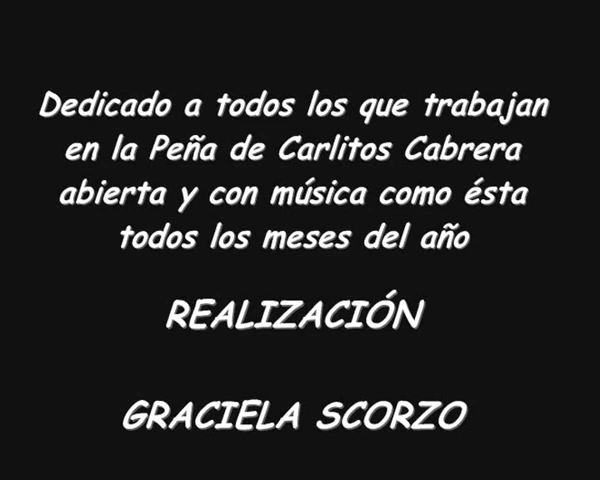 Dedicado a todos los que trabajan
en la Peña de Carlitos Cabrera
abierta y con música como ésta
todos los meses del año
REALIZACIÓN
GRACIELA SCORZO